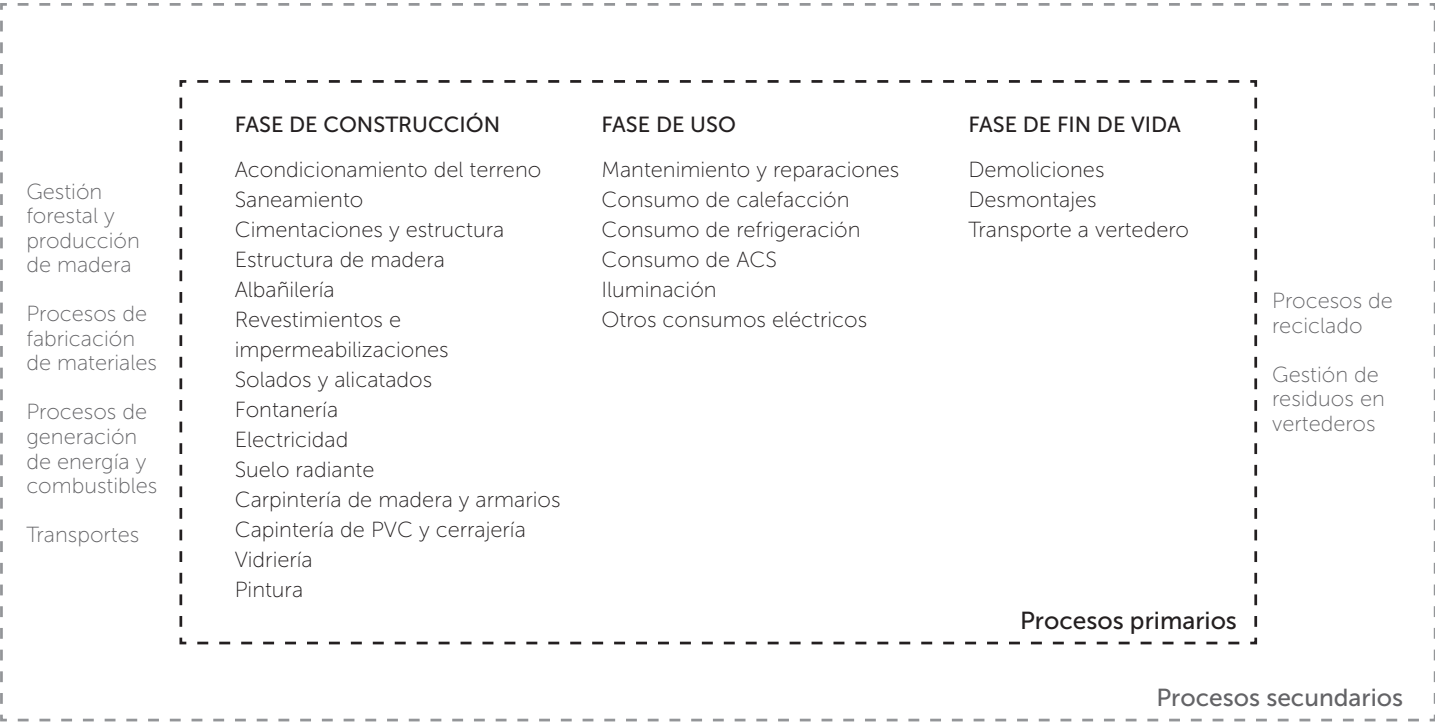 Gestión
forestal y
producción
de madera
Procesos de
fabricación
de materiales
Procesos de
generación
de energía y
combustibles
Transportes
FASE DE CONSTRUCCIÓN
Acondicionamiento del terreno
Saneamiento
Cimentaciones y estructura
Estructura de madera
Albañilería
Revestimientos e
impermeabilizaciones
Solados y alicatados
Fontanería
Electricidad
Suelo radiante
Carpintería de madera y armarios
Capintería de PVC y cerrajería
Vidriería
Pintura
FASE DE USO
Mantenimiento y reparaciones
Consumo de calefacción
Consumo de refrigeración
Consumo de ACS
Iluminación
Otros consumos eléctricos
FASE DE FIN DE VIDA
Demoliciones
Desmontajes
Transporte a vertedero
Procesos primarios
Procesos de
reciclado
Gestión de
residuos en
vertederos
Procesos secundarios